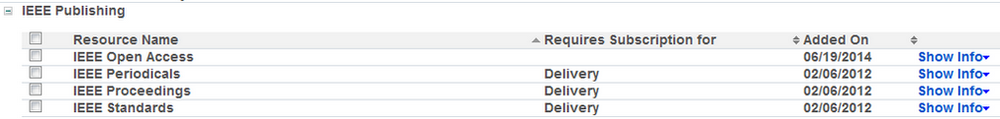 IEEE Publishing
Resource Name Requires Subscription for Added On
IEEE Open Access 06/19/2014 Show Info
IEEE Periodicals Delivery 02/06/2012 Show Info
IEEE Proceedings Delivery 02/06/2012 Show Info
IEEE Standards Delivery 02/06/2012 Show Info